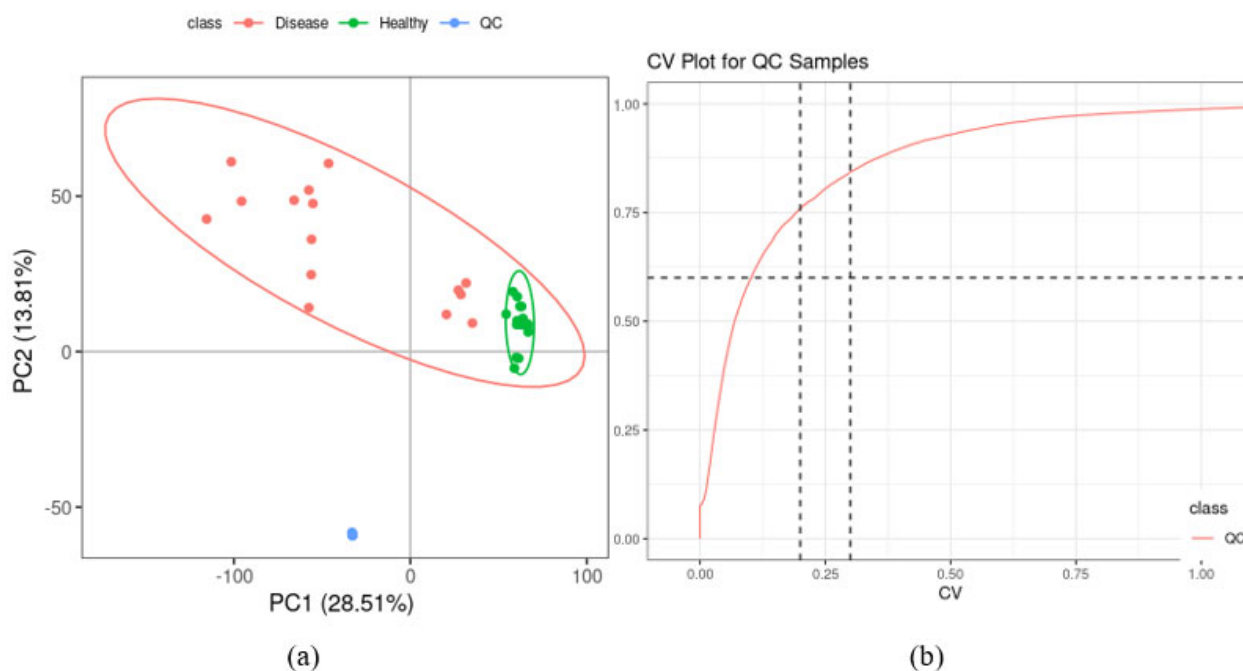 class Disease Healthy QC
PC2 (13.81%)
50
0
-50
-100 0 100
PC1 (28.51%)
(a)
CV Plot for QC Samples
1.00
0.75
0.50
0.25
0.00
0.00 0.25 0.50 0.75 1.00
CV
class
QC
(b)